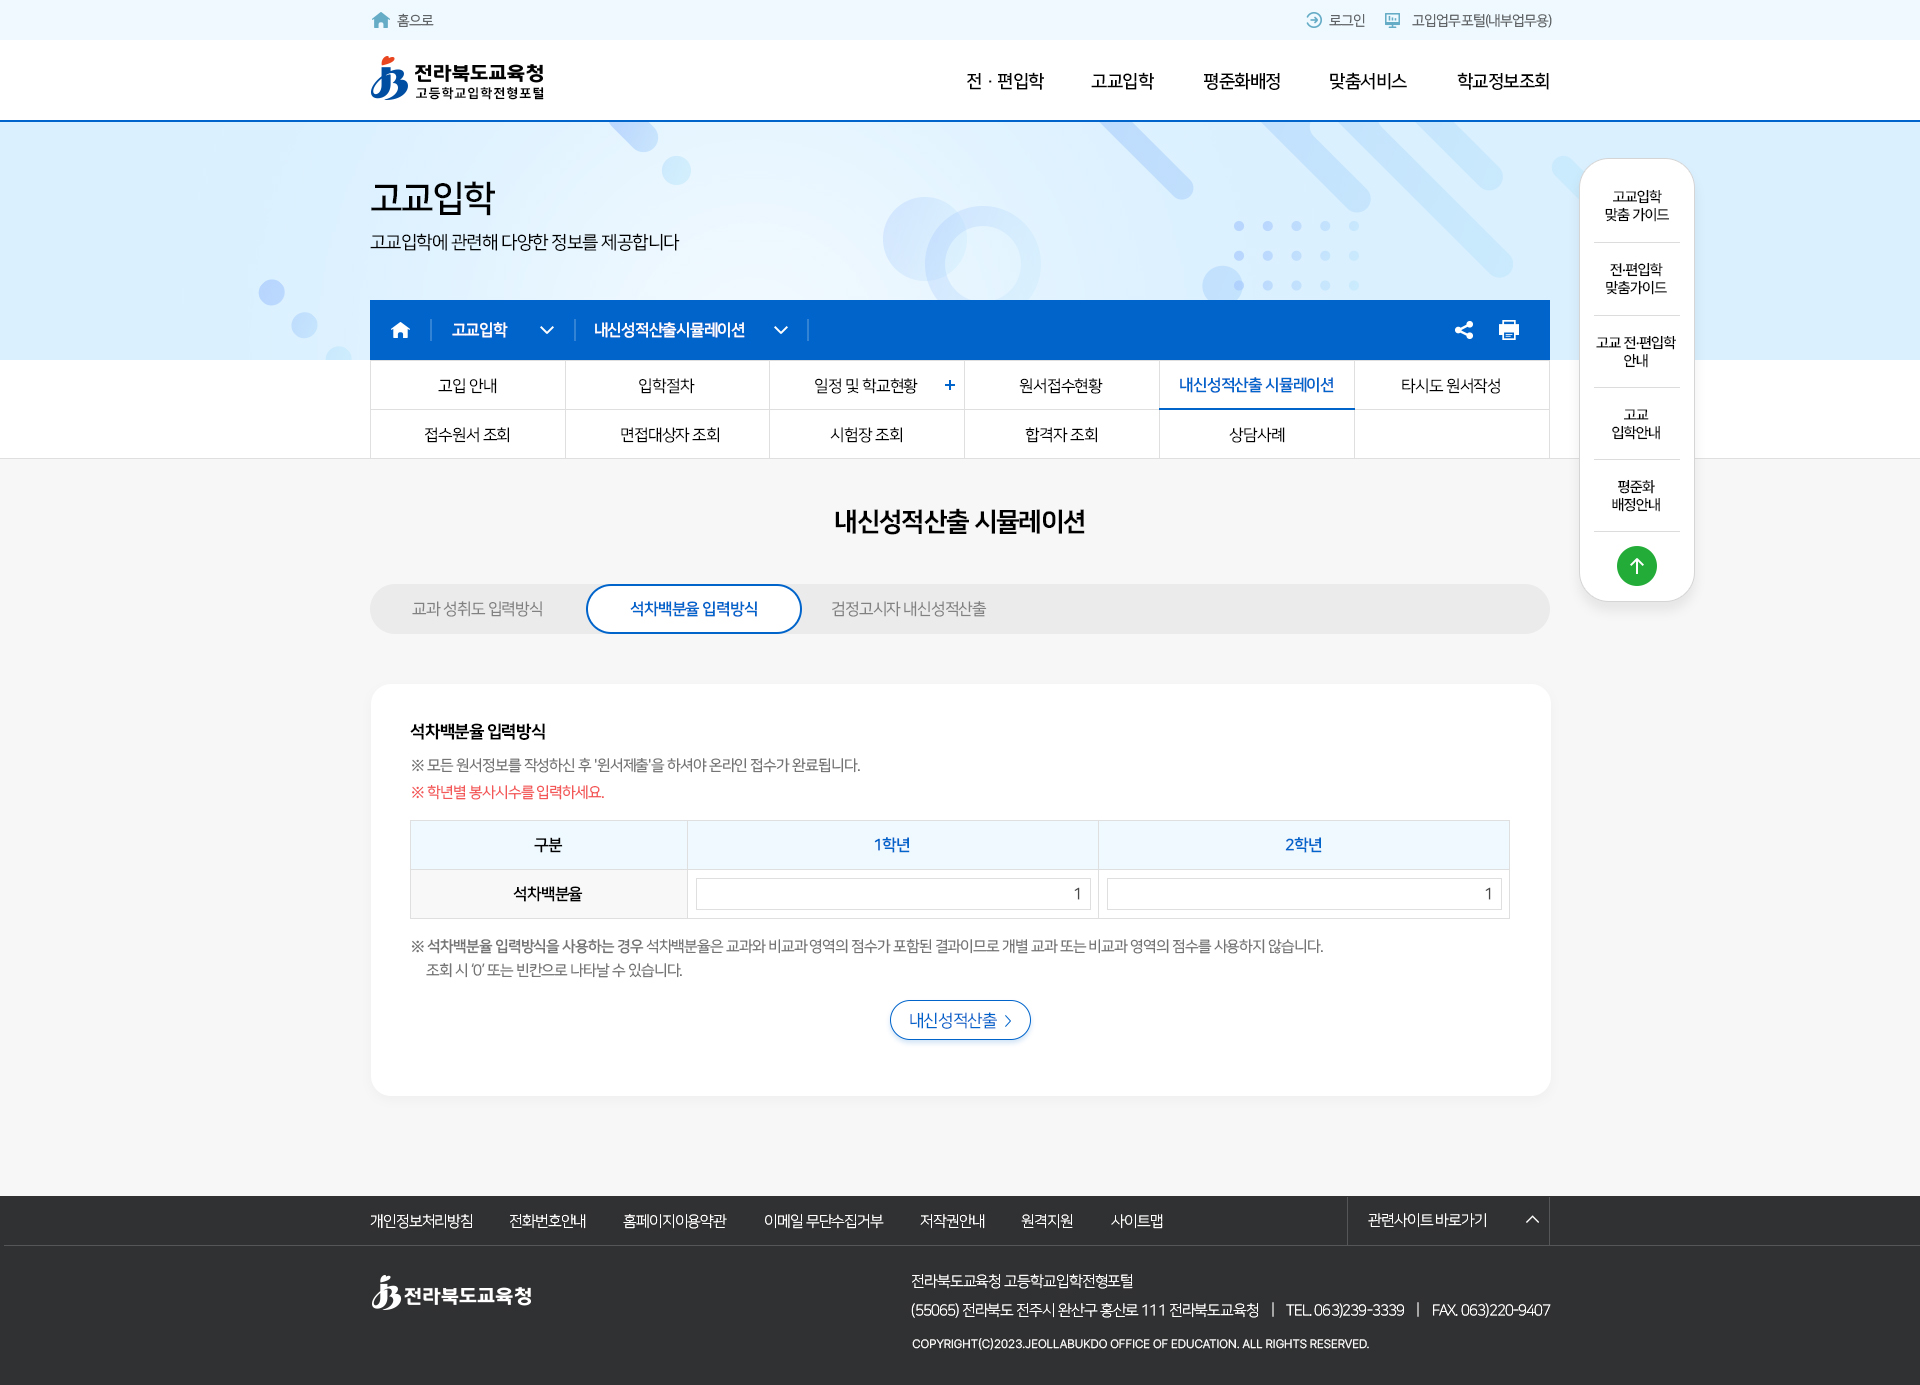 홈으로
로그인
고입업무포털(내부업무용)
전라북도교육청
고등학교입학전형포털
전 · 편입학
고교입학
평준화배정
맞춤서비스
학교정보조회
고교입학
고교입학에 관련해 다양한 정보를 제공합니다
고교입학
내신성적산출시뮬레이션
고입 안내
입학절차
일정 및 학교현황
원서접수현황
내신성적산출 시뮬레이션
타시도 원서작성
접수원서 조회
면접대상자 조회
시험장 조회
합격자 조회
상담사례
고교입학
맞춤 가이드
전·편입학
맞춤가이드
고교 전·편입학
안내
고교
입학안내
평준화
배정안내
내신성적산출 시뮬레이션
교과 성취도 입력방식
석차백분율 입력방식
검정고시자 내신성적산출
석차백분율 입력방식
※ 모든 원서정보를 작성하신 후 '원서제출'을 하셔야 온라인 접수가 완료됩니다.
※ 학년별 봉사시수를 입력하세요.
구분
1학년
2학년
석차백분율
1
1
※ 석차백분율 입력방식을 사용하는 경우 석차백분율은 교과와 비교과 영역의 점수가 포함된 결과이므로 개별 교과 또는 비교과 영역의 점수를 사용하지 않습니다.
조회 시 '0' 또는 빈칸으로 나타날 수 있습니다.
내신성적산출
개인정보처리방침
전화번호안내
홈페이지이용약관
이메일 무단수집거부
저작권안내
원격지원
사이트맵
관련사이트 바로가기
전라북도교육청
전라북도교육청 고등학교입학전형포털
(55065) 전라북도 전주시 완산구 홍산로 111 전라북도교육청 | TEL. 063)239-3339 | FAX. 063)220-9407
COPYRIGHT(C)2023.JEOLLABUKDO OFFICE OF EDUCATION. ALL RIGHTS RESERVED.